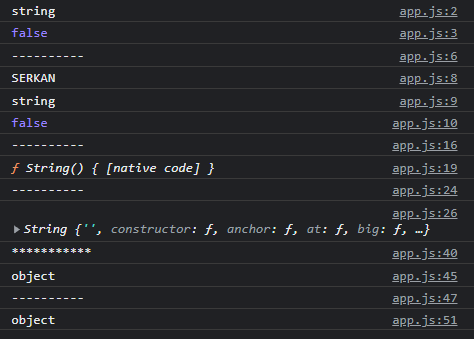 string app.js:2
false app.js:3
---------- app.js:6
SERKAN app.js:8
string app.js:9
false app.js:10
---------- app.js:16
ƒ String() { [native code] } app.js:19
---------- app.js:24
app.js:26
▶String {'', constructor: ƒ, anchor: ƒ, at: ƒ, big: ƒ, …}
*********** app.js:40
object app.js:45
---------- app.js:47
object app.js:51